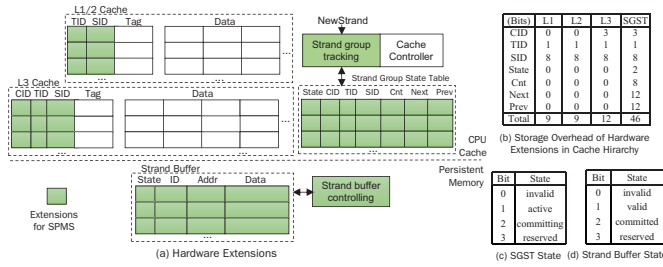 L1/2 Cache
TID SID Tag Data
...
...
NewStrand
Strand group
tracking
Cache
Controller
Strand Group State Table
State CID TID SID Cnt Next Prev
...
L3 Cache
CID TID SID Tag Data
...
...
CPU
Cache
Persistent
Memory
Strand Buffer
State ID Addr Data
Strand buffer
controlling
Extensions
for SPMS
(a) Hardware Extensions
(Bits) L1 L2 L3 SGST
CID 0 0 3 3
TID 1 1 1 1
SID 8 8 8 8
State 0 0 0 2
Cnt 0 0 0 8
Next 0 0 0 12
Prev 0 0 0 12
Total 9 9 12 46
(b) Storage Overhead of Hardware
Extensions in Cache Hirarchy
Bit State
0 invalid
1 active
2 committing
3 reserved
(c) SGST State
Bit State
0 invalid
1 valid
2 committed
3 reserved
(d) Strand Buffer State